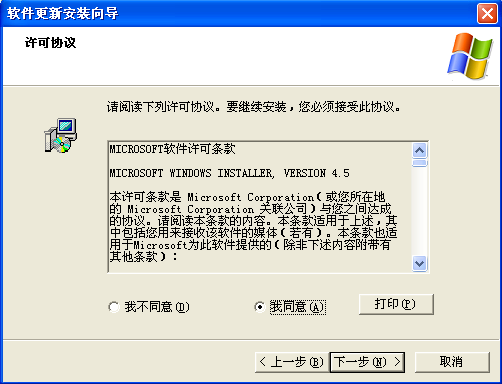 软件更新安装向导
许可协议
请阅读下列许可协议。要继续安装，您必须接受此协议。
MICROSOFT软件许可条款
MICROSOFT WINDOWS INSTALLER, VERSION 4.5
本许可条款是 Microsoft Corporation（或您所在地
的 Microsoft Corporation 关联公司）与您之间达成
的协议。请阅读本条款的内容。本条款适用于上述，其
中包括您用来接收该软件的媒体（若有）。本条款也适
用于Microsoft为此软件提供的（除非下述内容附带有
其他条款）：
我不同意(D)
我同意(A)
打印(P)
< 上一步(B)
下一步(N) >
取消